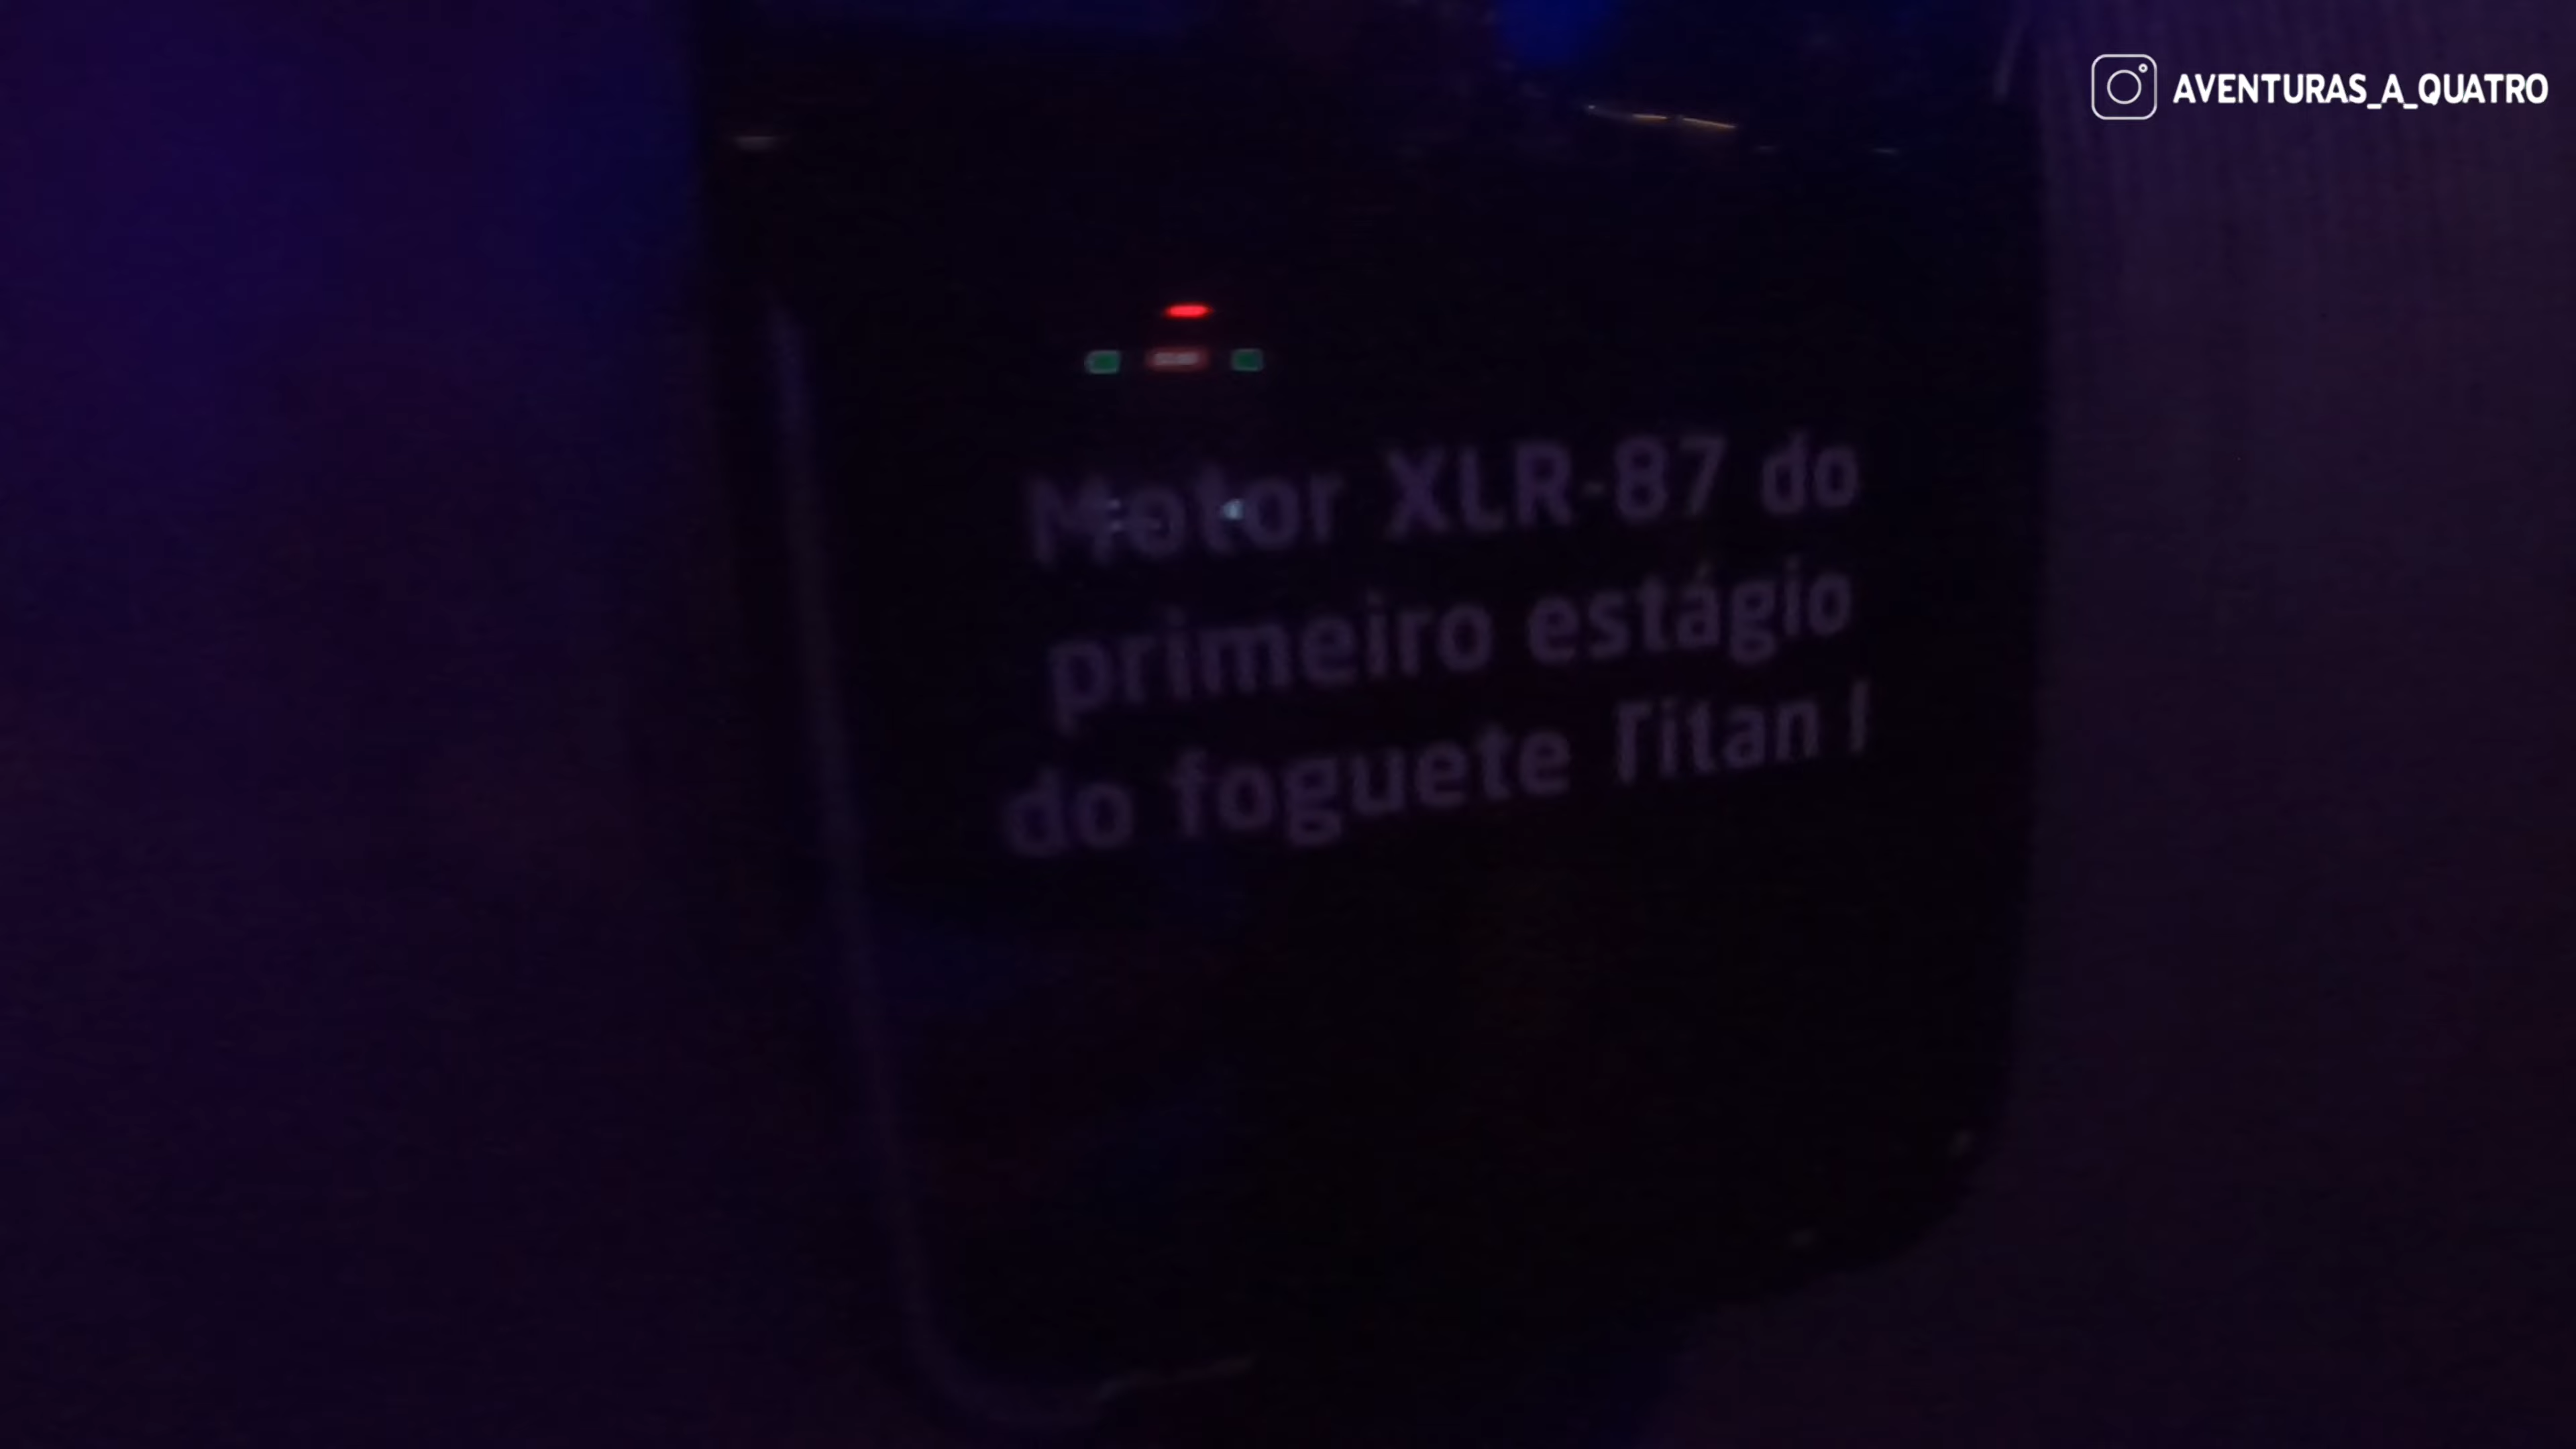 AVENTURAS_A_QUATRO
Motor XLR-87 do
primeiro estágio
do foguete Titan I